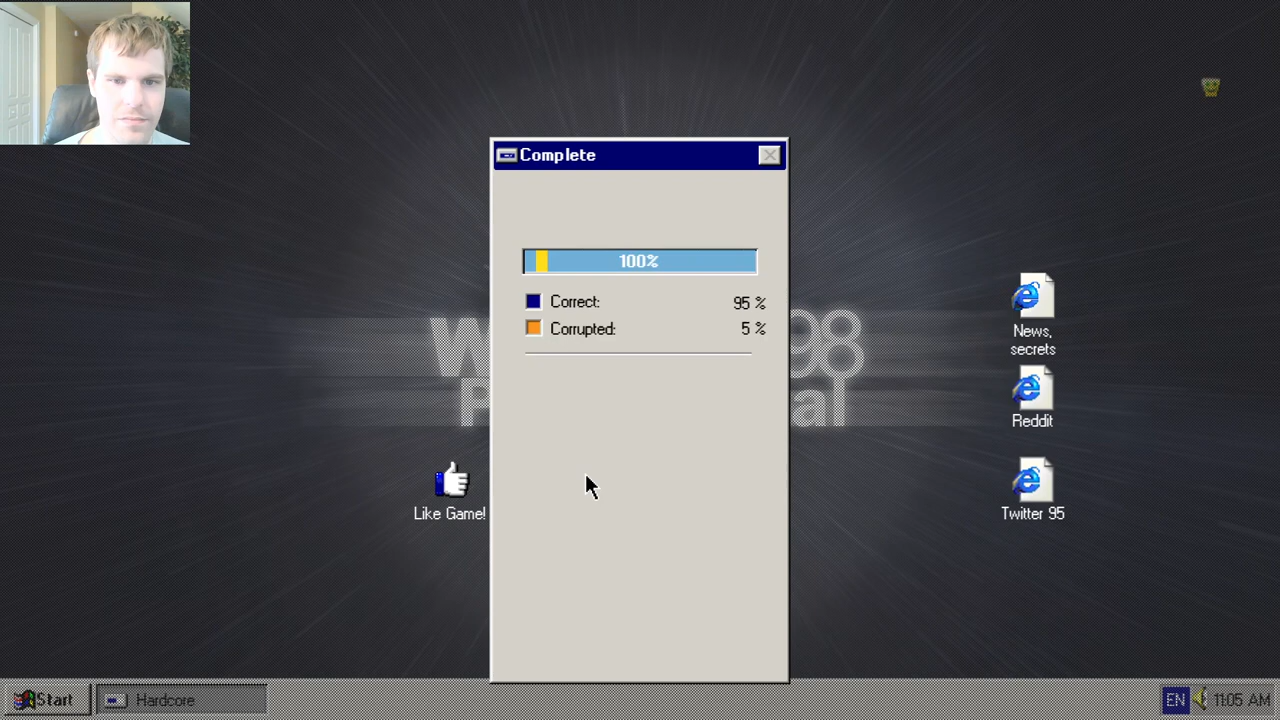 Complete
100%
Correct: 95 %
Corrupted: 5 %
98
News,
secrets
Reddit
Like Game!
Twitter 95
Start
Hardcore
EN
11:05 AM